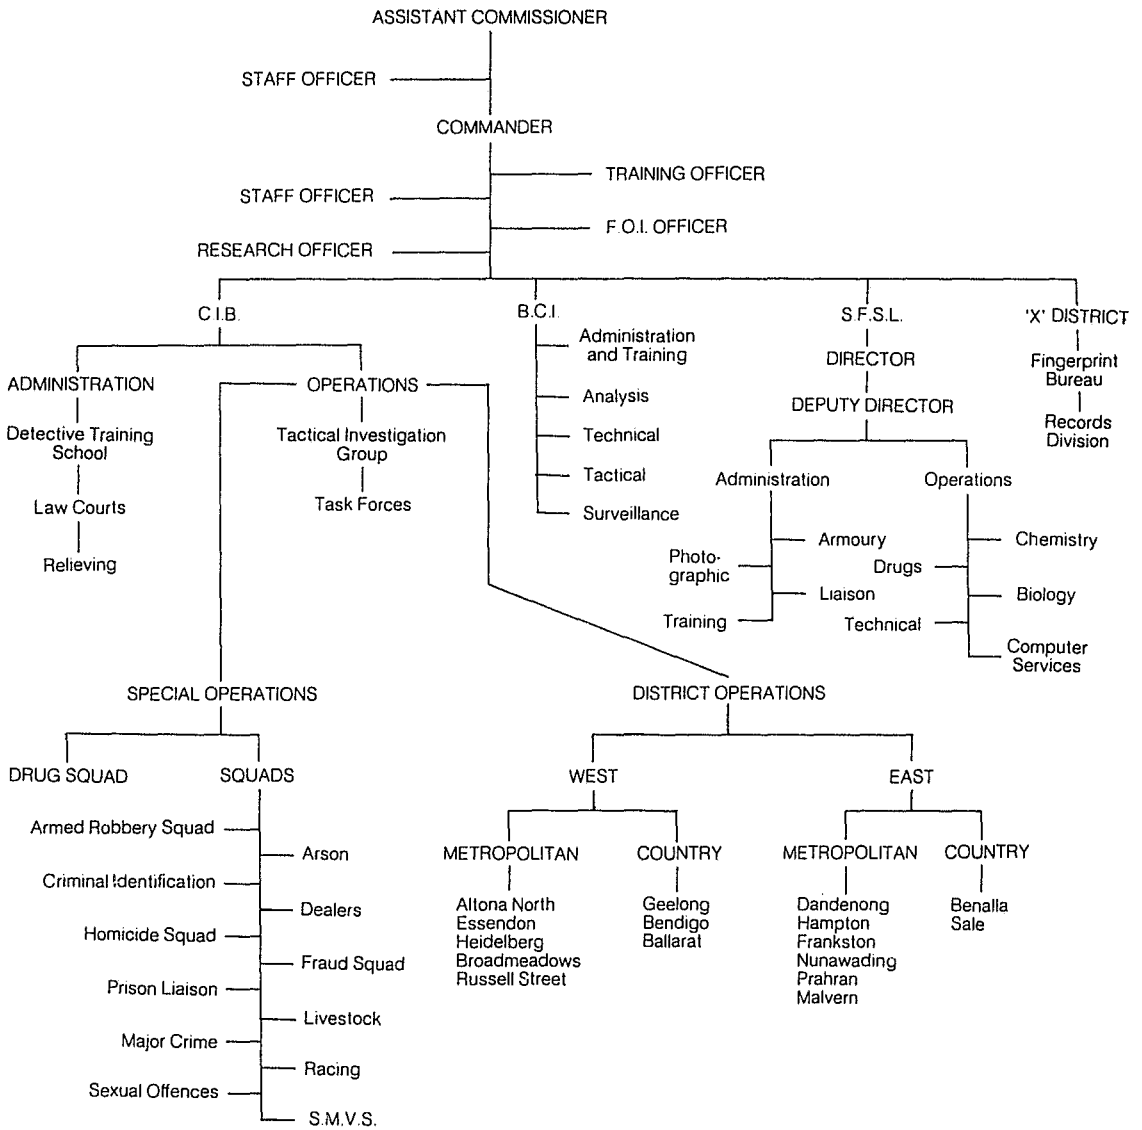 ASSISTANT COMMISSIONER
STAFF OFFICER
COMMANDER
TRAINING OFFICER
STAFF OFFICER
F.O.I. OFFICER
RESEARCH OFFICER
C.I.B.
B.C.I.
S.F.S.L.
'X' DISTRICT
ADMINISTRATION
Detective Training
School
Law Courts
Relieving
OPERATIONS
Tactical Investigation
Group
Task Forces
Administration
and Training
Analysis
Technical
Tactical
Surveillance
DIRECTOR
DEPUTY DIRECTOR
Administration
Armoury
Photo-
graphic
Liaison
Training
Operations
Chemistry
Drugs
Biology
Technical
Computer
Services
Fingerprint
Bureau
Records
Division
SPECIAL OPERATIONS
DRUG SQUAD
SQUADS
Armed Robbery Squad
Arson
Criminal Identification
Dealers
Homicide Squad
Fraud Squad
Prison Liaison
Livestock
Major Crime
Racing
Sexual Offences
S.M.V.S.
DISTRICT OPERATIONS
WEST
METROPOLITAN
Altona North
Essendon
Heidelberg
Broadmeadows
Russell Street
COUNTRY
Geelong
Bendigo
Ballarat
EAST
METROPOLITAN
Dandenong
Hampton
Frankston
Nunawading
Prahran
Malvern
COUNTRY
Benalla
Sale